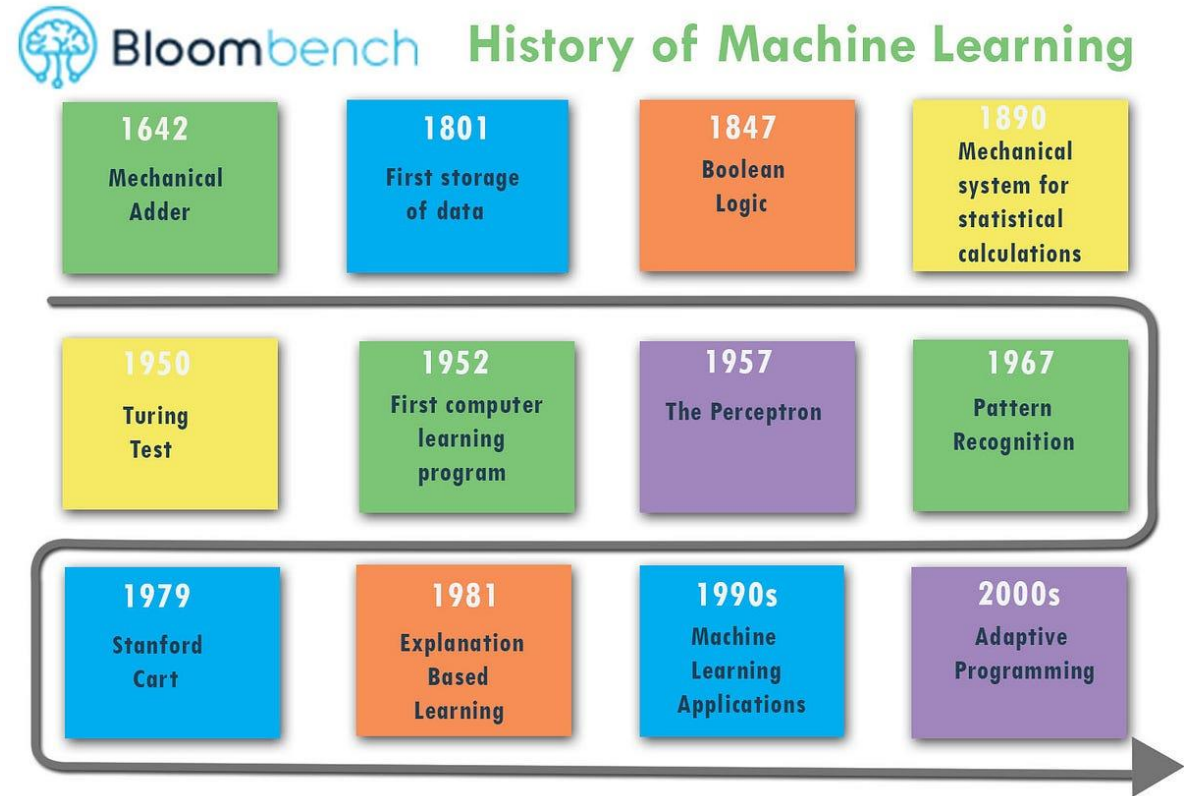 Bloombench
History of Machine Learning
1642
Mechanical
Adder
1801
First storage
of data
1847
Boolean
Logic
1890
Mechanical
system for
statistical
calculations
1950
Turing
Test
1952
First computer
learning
program
1957
The Perceptron
1967
Pattern
Recognition
1979
Stanford
Cart
1981
Explanation
Based
Learning
1990s
Machine
Learning
Applications
2000s
Adaptive
Programming